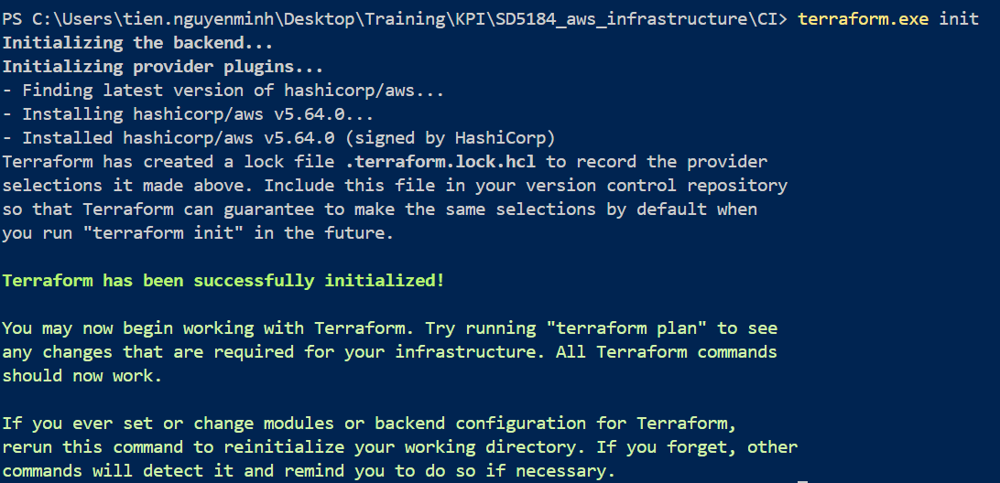 PS C:\Users\tien.nguyenminh\Desktop\Training\KPI\SD5184_aws_infrastructure\CI> terraform.exe init
Initializing the backend...
Initializing provider plugins...
- Finding latest version of hashicorp/aws...
- Installing hashicorp/aws v5.64.0...
- Installed hashicorp/aws v5.64.0 (signed by HashiCorp)
Terraform has created a lock file .terraform.lock.hcl to record the provider
selections it made above. Include this file in your version control repository
so that Terraform can guarantee to make the same selections by default when
you run "terraform init" in the future.
Terraform has been successfully initialized!
You may now begin working with Terraform. Try running "terraform plan" to see
any changes that are required for your infrastructure. All Terraform commands
should now work.
If you ever set or change modules or backend configuration for Terraform,
rerun this command to reinitialize your working directory. If you forget, other
commands will detect it and remind you to do so if necessary.